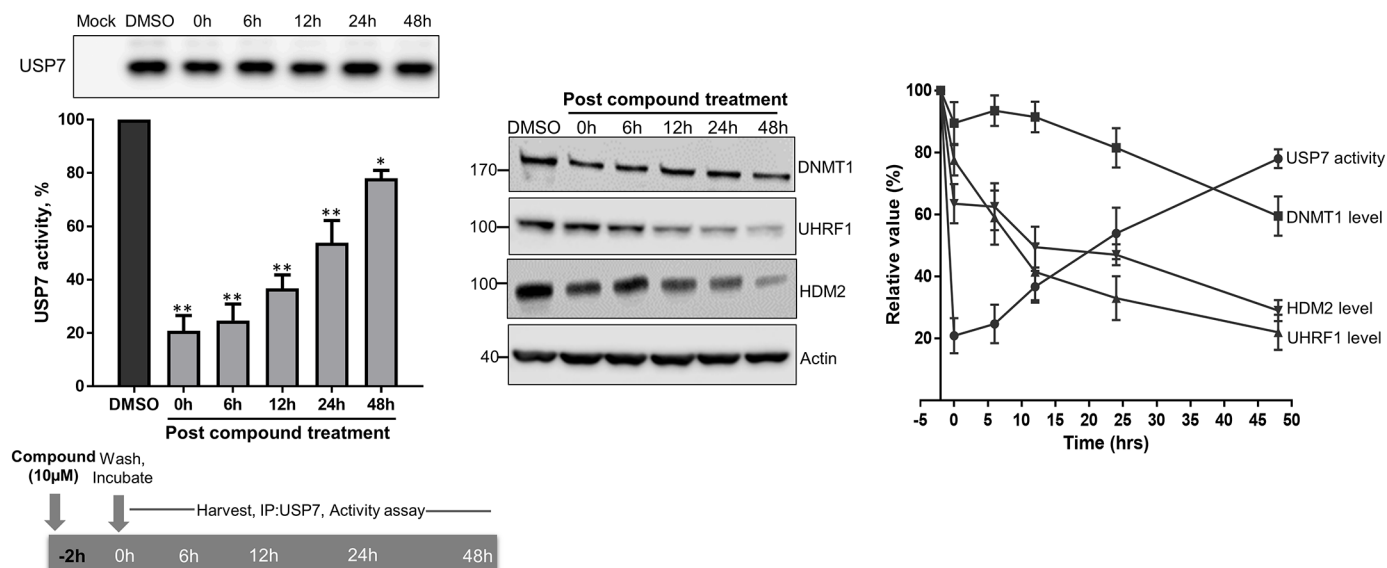 Mock DMSO 0h 6h 12h 24h 48h
USP7
USP7 activity, %
100
80
60
40
20
0
DMSO 0h 6h 12h 24h 48h
** ** ** ** *
Post compound treatment
Compound
(10µM)
Wash,
Incubate
Harvest, IP:USP7, Activity assay
-2h 0h 6h 12h 24h 48h
Post compound treatment
DMSO 0h 6h 12h 24h 48h
170 DNMT1
100 UHRF1
100 HDM2
40 Actin
Relative value (%)
100
80
60
40
20
USP7 activity
DNMT1 level
HDM2 level
UHRF1 level
-5 0 5 10 15 20 25 30 35 40 45 50
Time (hrs)